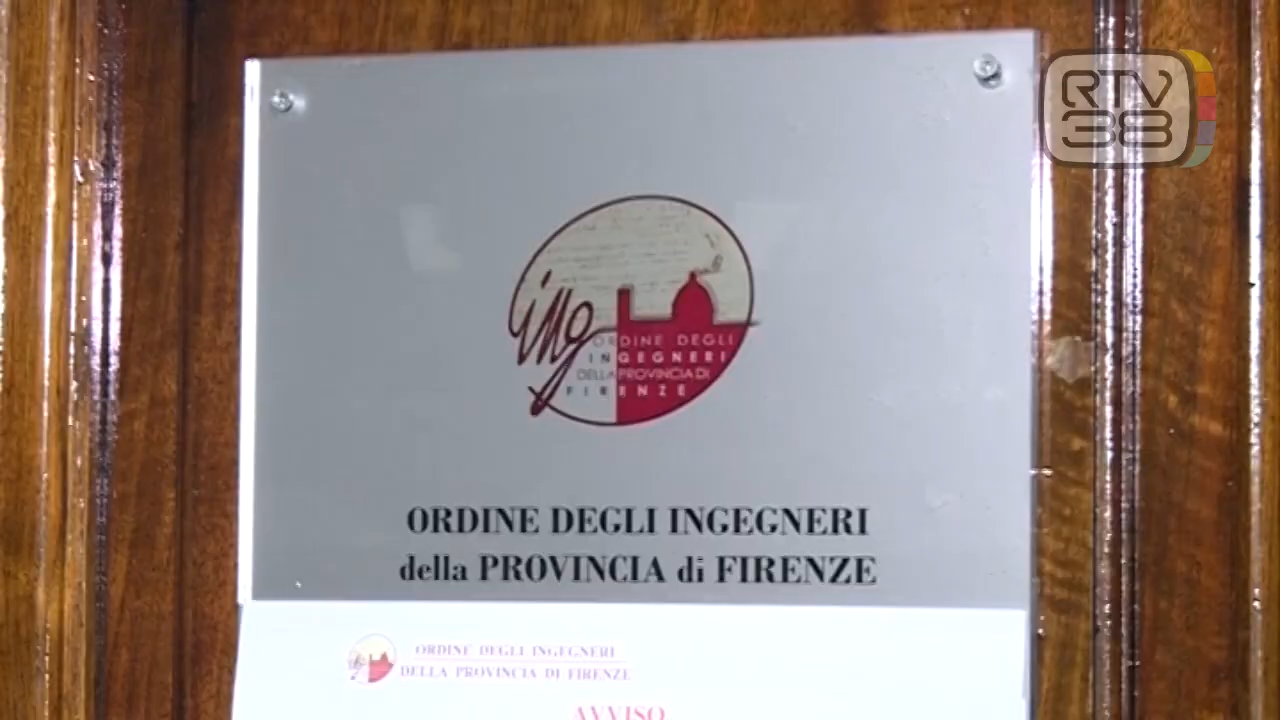 RTV
38
ing
ORDINE DEGLI
INGEGNERI
DELLA PROVINCIA DI
FIRENZE
ORDINE DEGLI INGEGNERI
della PROVINCIA di FIRENZE
ORDINE DEGLI INGEGNERI
DELLA PROVINCIA DI FIRENZE
AVVISO